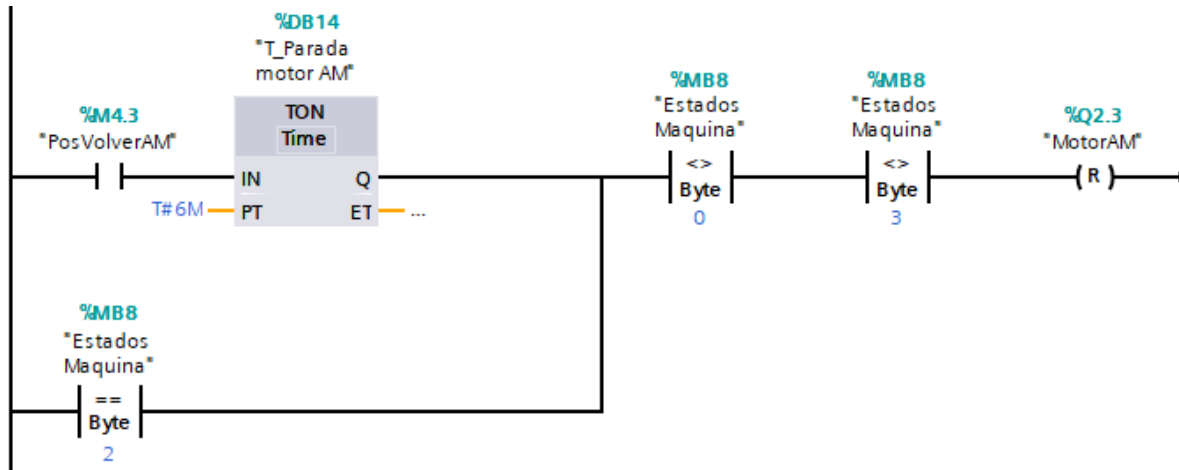 %DB14
"T_Parada
motor AM"
%M4.3
"PosVolverAM"
TON
Time
IN
Q
T#6M
PT
ET
...
%MB8
"Estados
Maquina"
<>
Byte
0
%MB8
"Estados
Maquina"
<>
Byte
3
%Q2.3
"MotorAM"
R
%MB8
"Estados
Maquina"
==
Byte
2